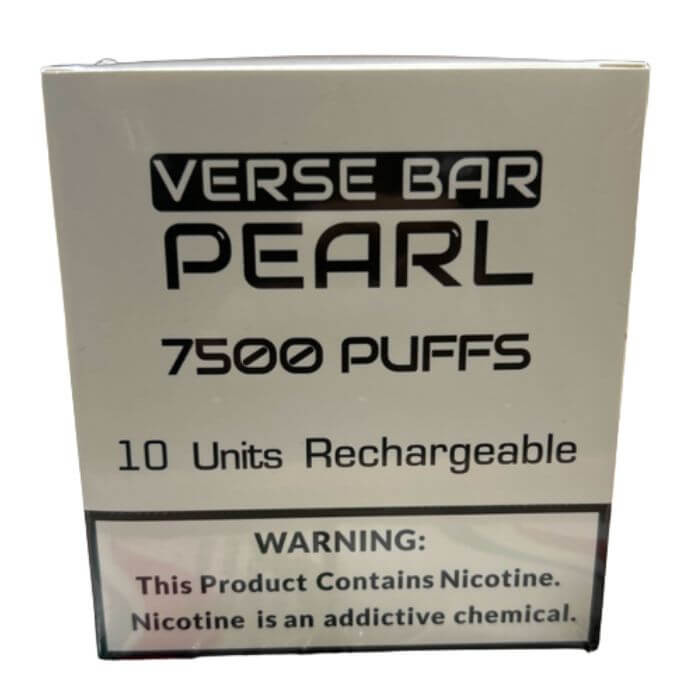 VERSE BAR
PEARL
7500 PUFFS
10 Units Rechargeable
WARNING:
This Product Contains Nicotine.
Nicotine is an addictive chemical.